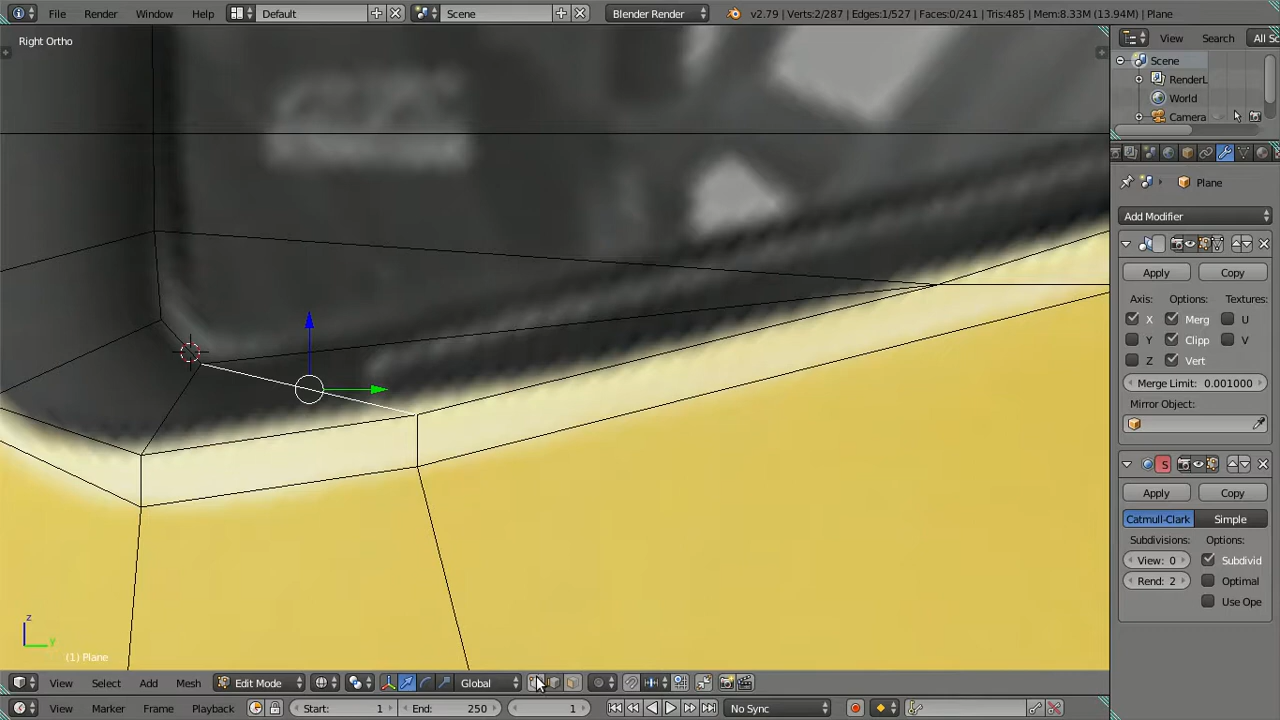 File Render Window Help Default Scene Blender Render v2.79 | Verts:2/287 | Edges:1/527 | Faces:0/241 | Tris:485 | Mem:8.33M (13.94M) | Plane
Right Ortho
View Search All Sc
Scene
RenderL
World
Camera
Plane
Add Modifier
Apply Copy
Axis: Options: Textures:
X Merg U
Y Clipp V
Z Vert
Merge Limit: 0.001000
Mirror Object:
S
Apply Copy
Catmull-Clark Simple
Subdivisions: Options:
View: 0 Subdivid
Rend: 2 Optimal
Use Ope
z
y
(1) Plane
View Select Add Mesh Edit Mode Global
View Marker Frame Playback Start: 1 End: 250 1 No Sync